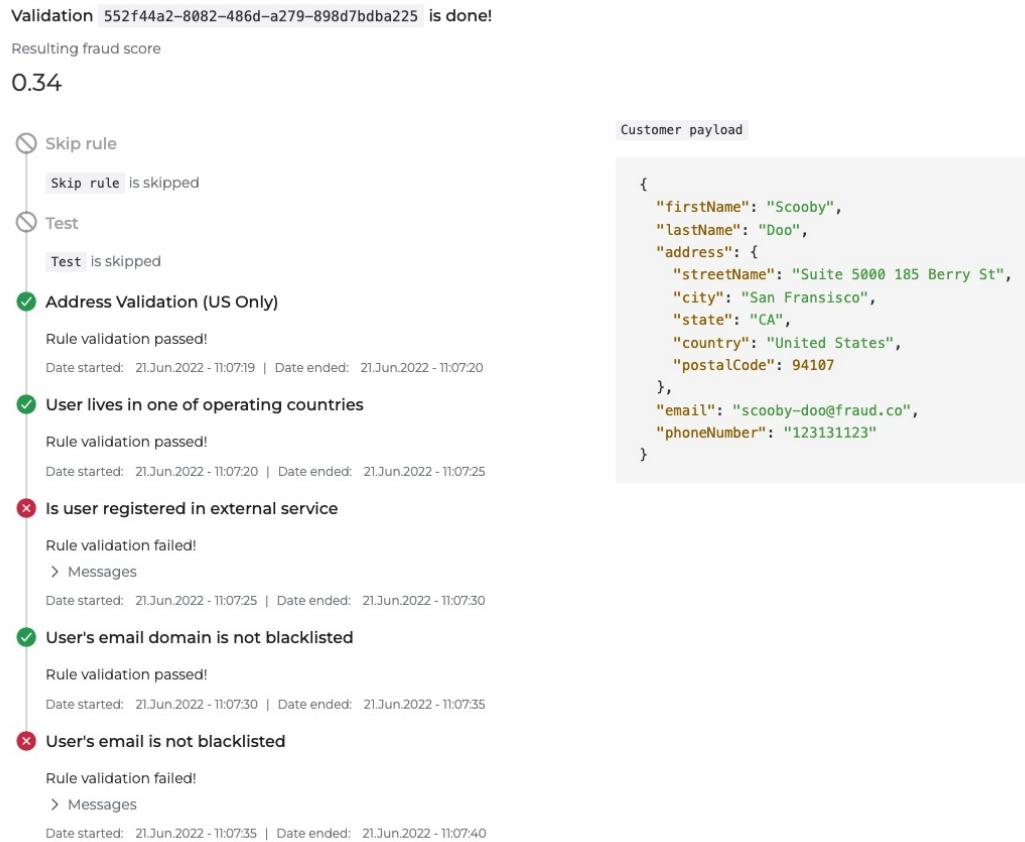 Validation 552f44a2-8082-486d-a279-898d7bdba225 is done!
Resulting fraud score
0.34
Skip rule
Skip rule is skipped
Test
Test is skipped
Address Validation (US Only)
Rule validation passed!
Date started: 21.Jun.2022 - 11:07:19 | Date ended: 21.Jun.2022 - 11:07:20
User lives in one of operating countries
Rule validation passed!
Date started: 21.Jun.2022 - 11:07:20 | Date ended: 21.Jun.2022 - 11:07:25
Is user registered in external service
Rule validation failed!
> Messages
Date started: 21.Jun.2022 - 11:07:25 | Date ended: 21.Jun.2022 - 11:07:30
User's email domain is not blacklisted
Rule validation passed!
Date started: 21.Jun.2022 - 11:07:30 | Date ended: 21.Jun.2022 - 11:07:35
User's email is not blacklisted
Rule validation failed!
> Messages
Date started: 21.Jun.2022 - 11:07:35 | Date ended: 21.Jun.2022 - 11:07:40
Customer payload
{
"firstName": "Scooby",
"lastName": "Doo",
"address": {
"streetName": "Suite 5000 185 Berry St",
"city": "San Fransisco",
"state": "CA",
"country": "United States",
"postalCode": 94107
},
"email": "scooby-doo@fraud.co",
"phoneNumber": "123131123"
}